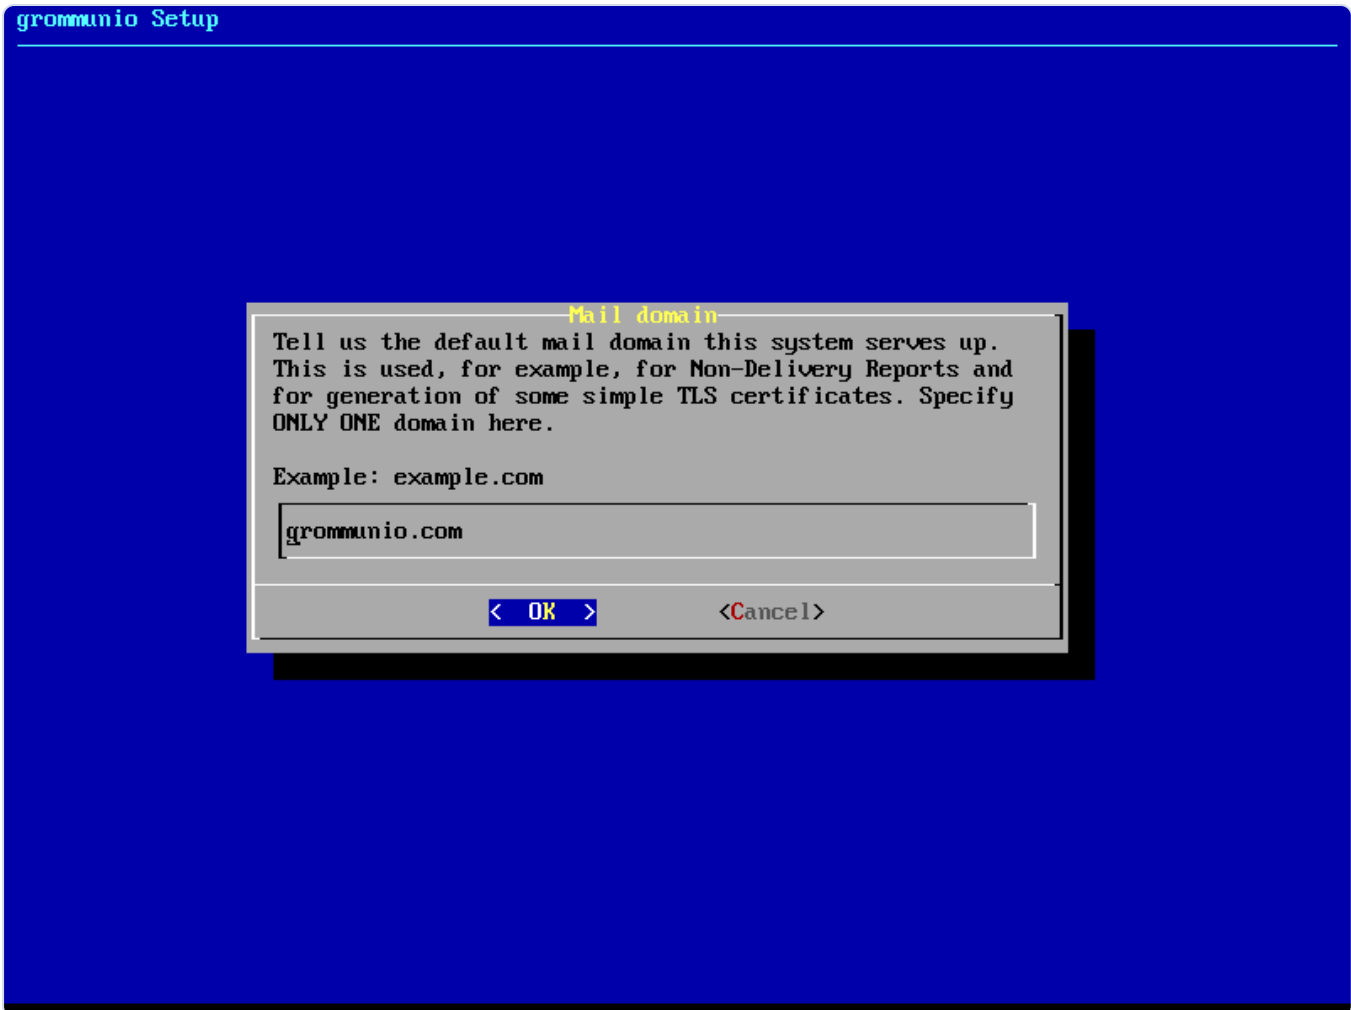 grommunio Setup
Mail domain
Tell us the default mail domain this system serves up.
This is used, for example, for Non-Delivery Reports and
for generation of some simple TLS certificates. Specify
ONLY ONE domain here.
Example: example.com
grommunio.com
< OK > <Cancel>